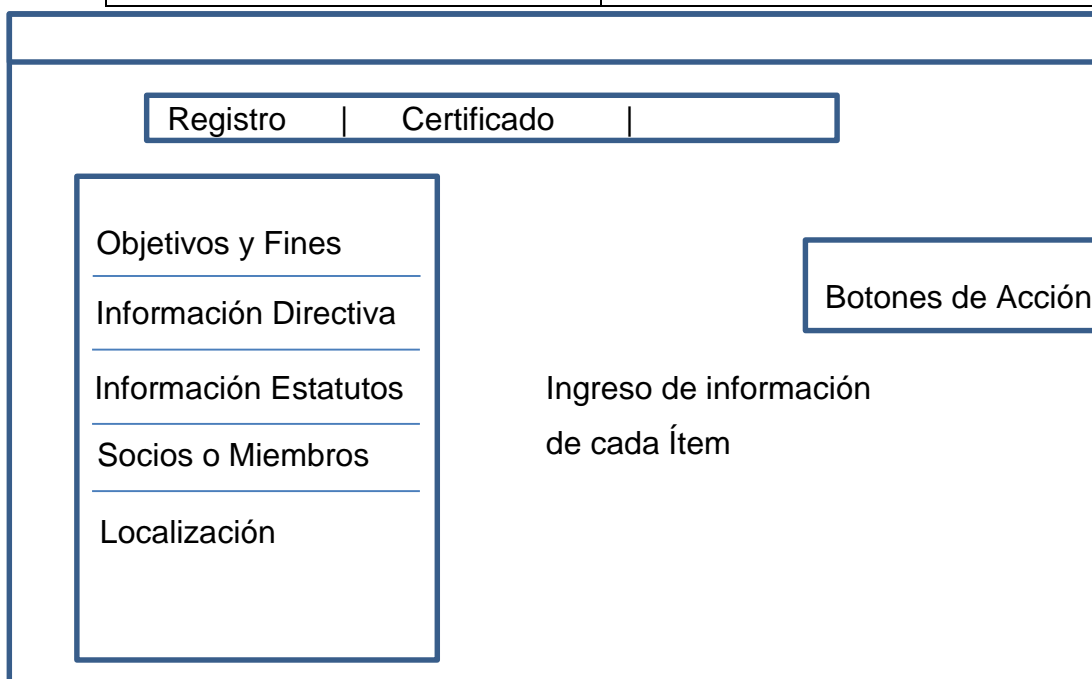 Registro | Certificado |
Objetivos y Fines
Información Directiva
Información Estatutos
Socios o Miembros
Localización
Botones de Acción
Ingreso de información
de cada Ítem